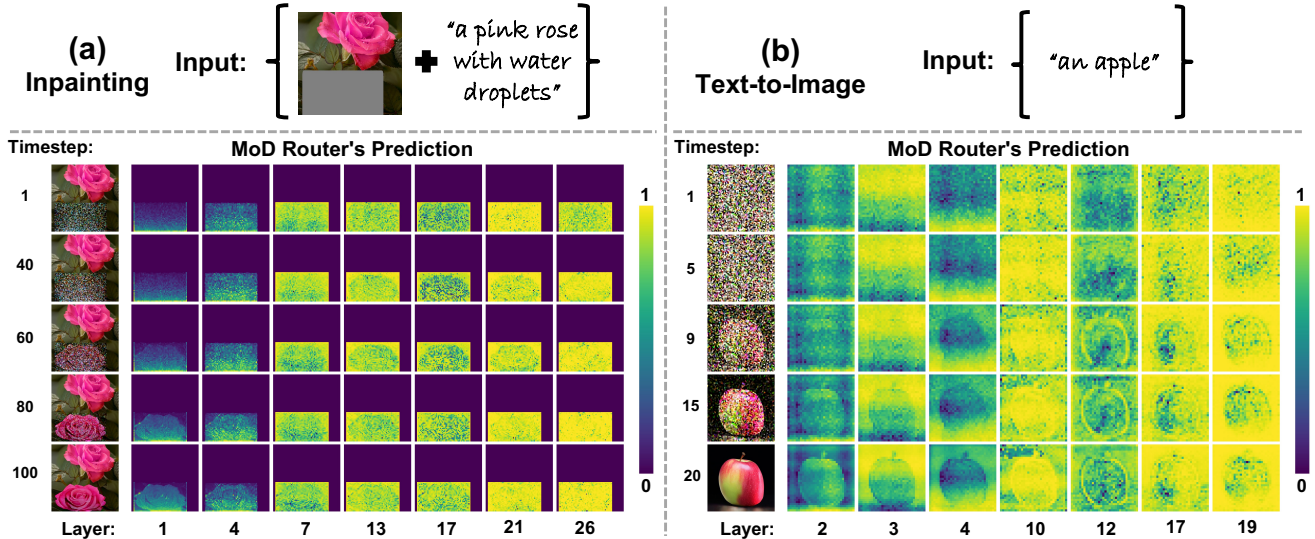 (a)
Inpainting
Input:
"a pink rose
with water
droplets"
Timestep:
MoD Router's Prediction
1
40
60
80
100
1
0
Layer: 1 4 7 13 17 21 26
(b)
Text-to-Image
Input:
"an apple"
Timestep:
MoD Router's Prediction
1
5
9
15
20
1
0
Layer: 2 3 4 10 12 17 19